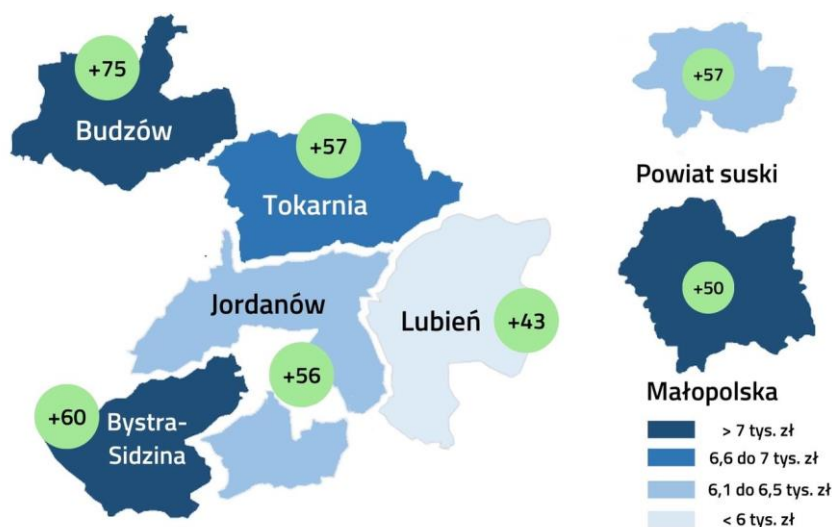 +75
Budzów
+57
Tokarnia
Jordanów
Lubień
+43
+56
+60
Bystra-
Sidzina
+57
Powiat suski
+50
Małopolska
> 7 tys. zł
6,6 do 7 tys. zł
6,1 do 6,5 tys. zł
< 6 tys. zł